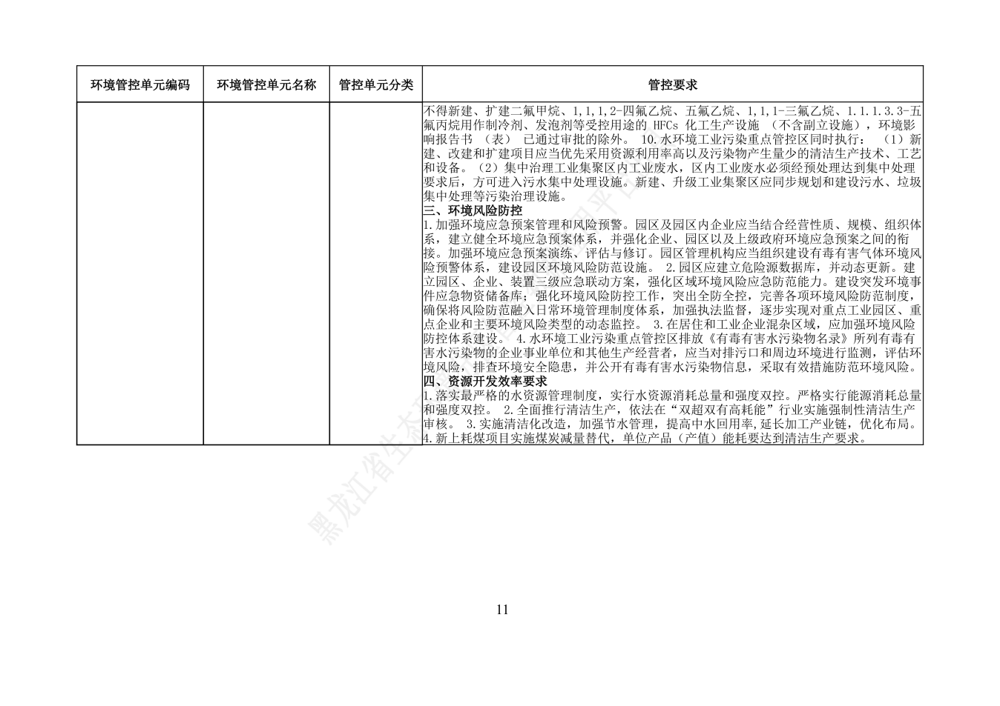 环境管控单元编码 环境管控单元名称 管控单元分类 管控要求
不得新建、扩建二氟甲烷、1,1,1,2-四氟乙烷、五氟乙烷、1,1,1-三氟乙烷、1.1.1.3.3-五
氟丙烷用作制冷剂、发泡剂等受控用途的 HFCs 化工生产设施 （不含副立设施），环境影
响报告书 （表） 已通过审批的除外。 10.水环境工业污染重点管控区同时执行： （1）新
建、改建和扩建项目应当优先采用资源利用率高以及污染物产生量少的清洁生产技术、工艺
和设备。（2）集中治理工业集聚区内工业废水，区内工业废水必须经预处理达到集中处理
要求后，方可进入污水集中处理设施。新建、升级工业集聚区应同步规划和建设污水、垃圾
集中处理等污染治理设施。
三、环境风险防控
1.加强环境应急预案管理和风险预警。园区及园区内企业应当结合经营性质、规模、组织体
系，建立健全环境应急预案体系，并强化企业、园区以及上级政府环境应急预案之间的衔
接。加强环境应急预案演练、评估与修订。园区管理机构应当组织建设有毒有害气体环境风
险预警体系，建设园区环境风险防范设施。 2.园区应建立危险源数据库，并动态更新。建
立园区、企业、装置三级应急联动方案，强化区域环境风险应急防范能力。建设突发环境事
件应急物资储备库；强化环境风险防控工作，突出全防全控，完善各项环境风险防范制度，
确保将风险防范融入日常环境管理制度体系，加强执法监督，逐步实现对重点工业园区、重
点企业和主要环境风险类型的动态监控。 3.在居住和工业企业混杂区域，应加强环境风险
防控体系建设。 4.水环境工业污染重点管控区排放《有毒有害水污染物名录》所列有毒有
害水污染物的企业事业单位和其他生产经营者，应当对排污口和周边环境进行监测，评估环
境风险，排查环境安全隐患，并公开有毒有害水污染物信息，采取有效措施防范环境风险。
四、资源开发效率要求
1.落实最严格的水资源管理制度，实行水资源消耗总量和强度双控。严格实行能源消耗总量
和强度双控。 2.全面推行清洁生产，依法在“双超双有高耗能”行业实施强制性清洁生产
审核。 3.实施清洁化改造，加强节水管理，提高中水回用率,延长加工产业链，优化布局。
4.新上耗煤项目实施煤炭减量替代，单位产品（产值）能耗要达到清洁生产要求。
黑龙江省生态
11